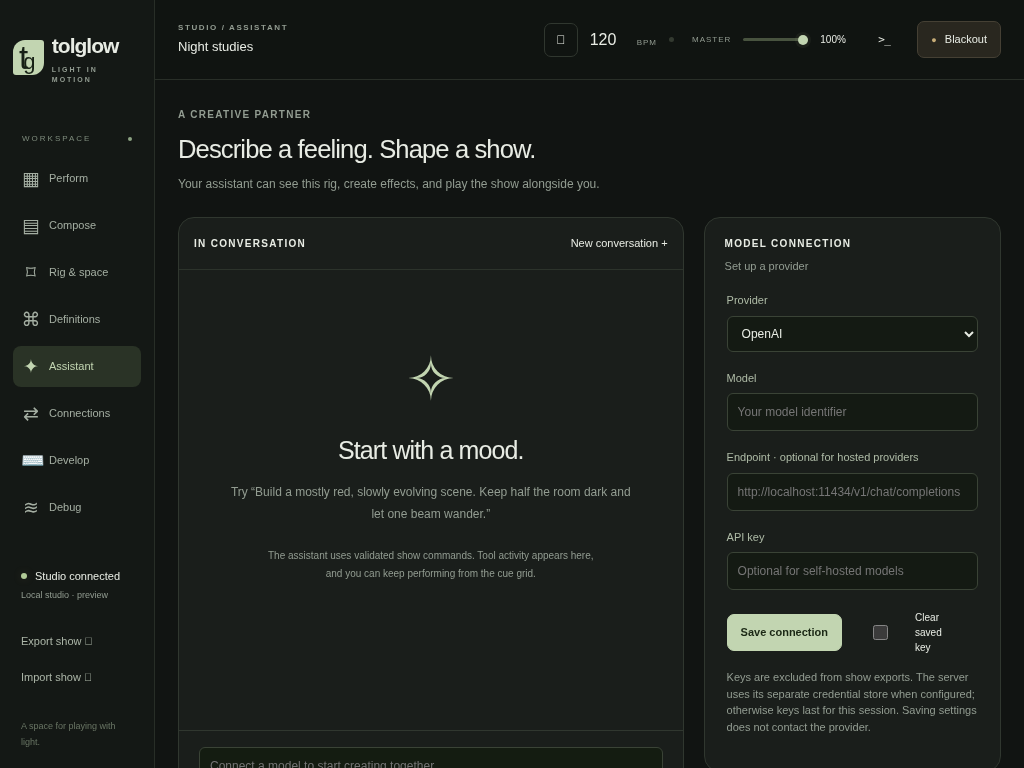 tolglow
LIGHT IN
MOTION
WORKSPACE
Perform
Compose
Rig & space
Definitions
Assistant
Connections
Develop
Debug
Studio connected
Local studio · preview
Export show
Import show
A space for playing with
light.
STUDIO / ASSISTANT
Night studies
120 BPM
MASTER 100%
>_
Blackout
A CREATIVE PARTNER
Describe a feeling. Shape a show.
Your assistant can see this rig, create effects, and play the show alongside you.
IN CONVERSATION
New conversation +
Start with a mood.
Try “Build a mostly red, slowly evolving scene. Keep half the room dark and
let one beam wander.”
The assistant uses validated show commands. Tool activity appears here,
and you can keep performing from the cue grid.
Connect a model to start creating together
MODEL CONNECTION
Set up a provider
Provider
OpenAI
Model
Your model identifier
Endpoint · optional for hosted providers
http://localhost:11434/v1/chat/completions
API key
Optional for self-hosted models
Save connection
Clear
saved
key
Keys are excluded from show exports. The server
uses its separate credential store when configured;
otherwise keys last for this session. Saving settings
does not contact the provider.